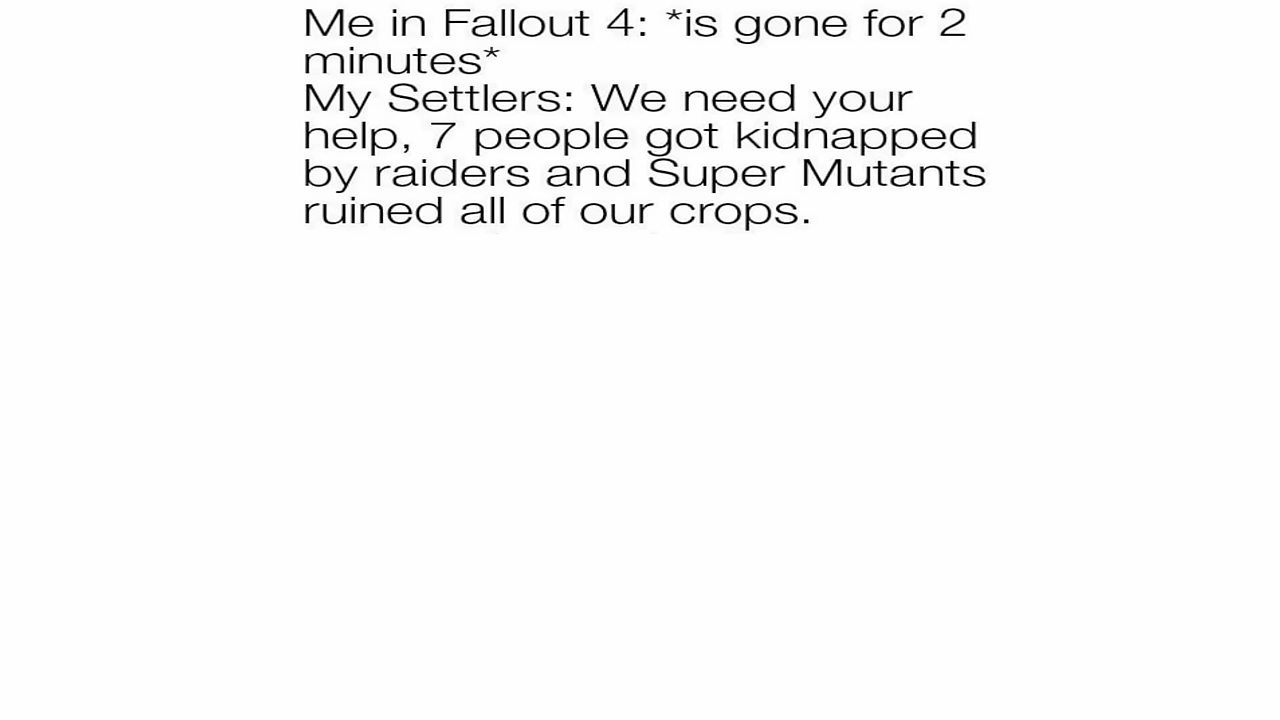 Me in Fallout 4: *is gone for 2
minutes*
My Settlers: We need your
help, 7 people got kidnapped
by raiders and Super Mutants
ruined all of our crops.